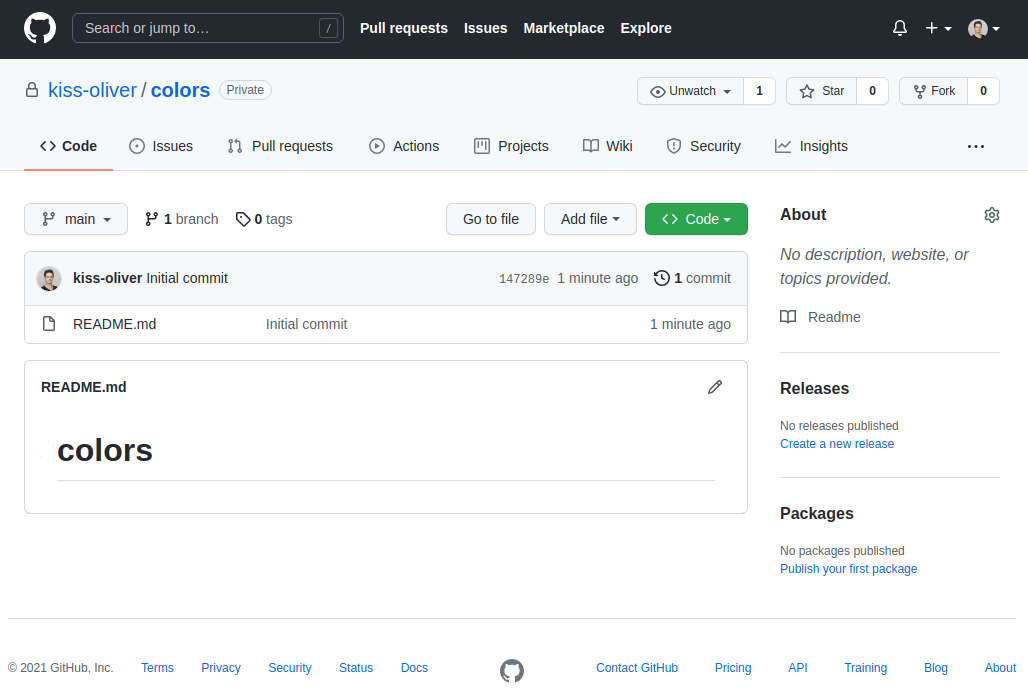 Search or jump to… / Pull requests Issues Marketplace Explore
kiss-oliver / colors Private Unwatch 1 Star 0 Fork 0
Code Issues Pull requests Actions Projects Wiki Security Insights ...
main 1 branch 0 tags Go to file Add file Code
kiss-oliver Initial commit 147289e 1 minute ago 1 commit
README.md Initial commit 1 minute ago
README.md
colors
About
No description, website, or
topics provided.
Readme
Releases
No releases published
Create a new release
Packages
No packages published
Publish your first package
© 2021 GitHub, Inc. Terms Privacy Security Status Docs Contact GitHub Pricing API Training Blog About